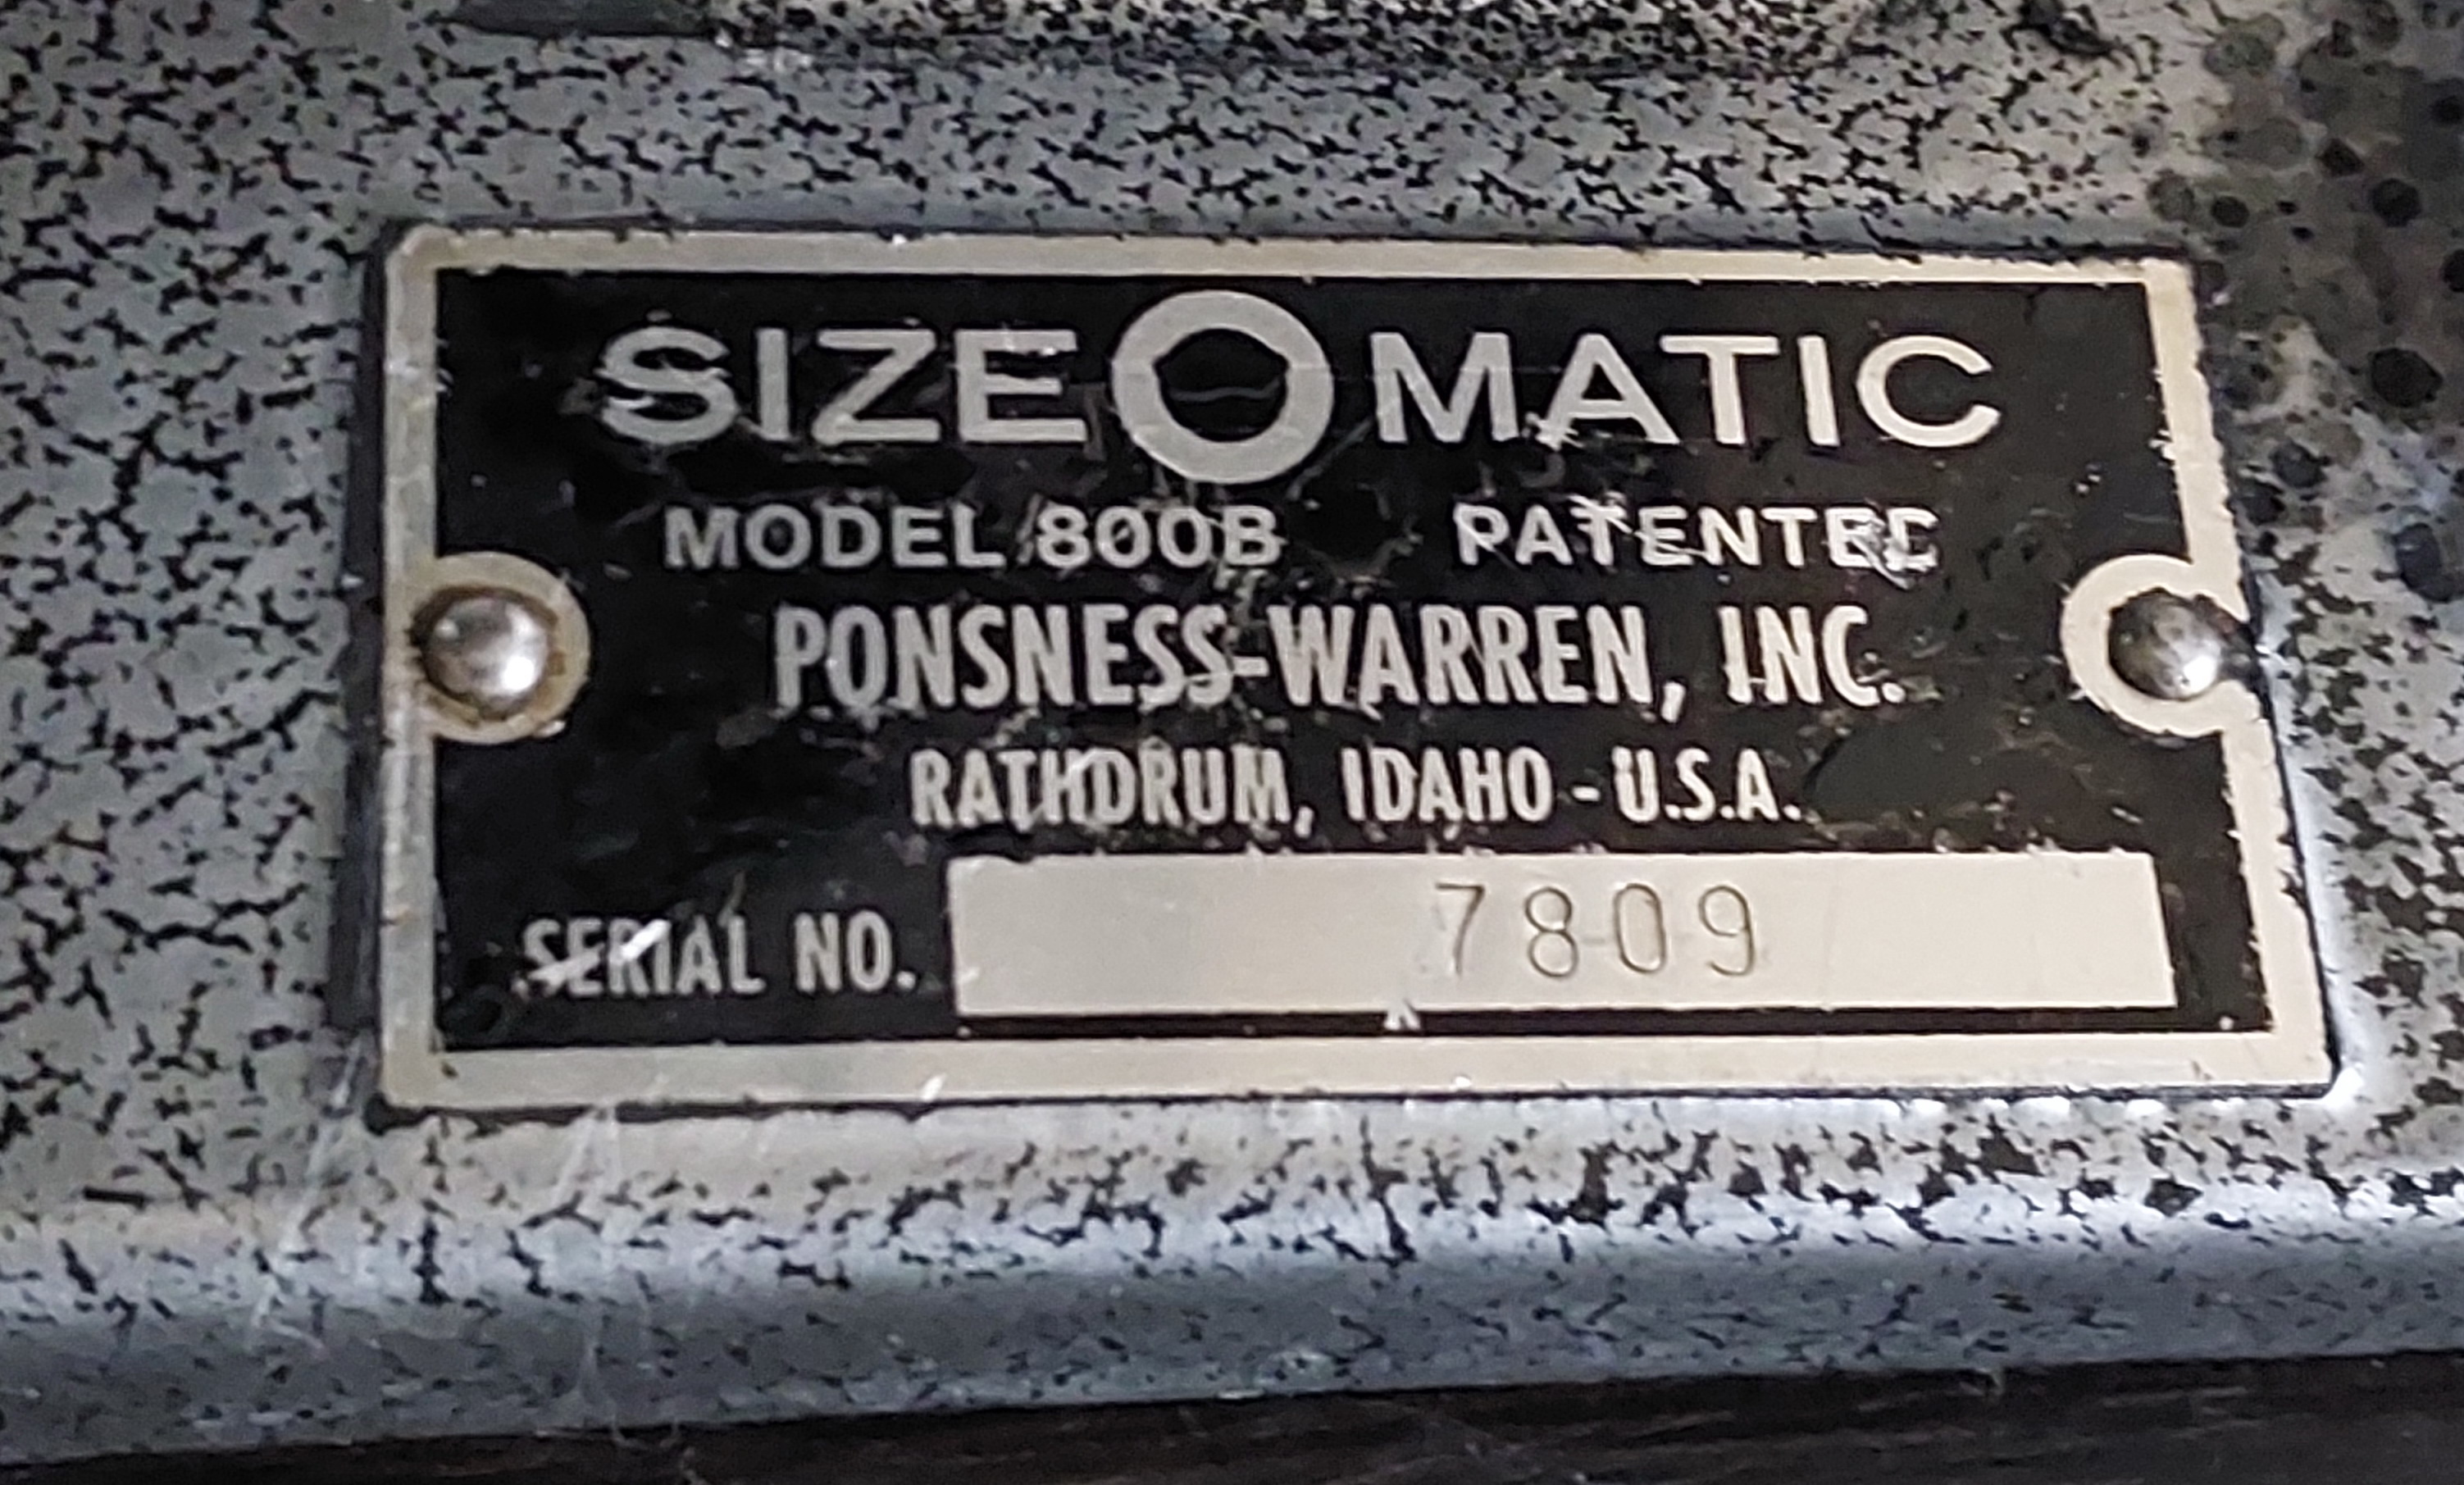 SIZE O MATIC
MODEL 800B PATENTED
PONSNESS-WARREN, INC.
RATHDRUM, IDAHO - U.S.A.
SERIAL NO. 7809